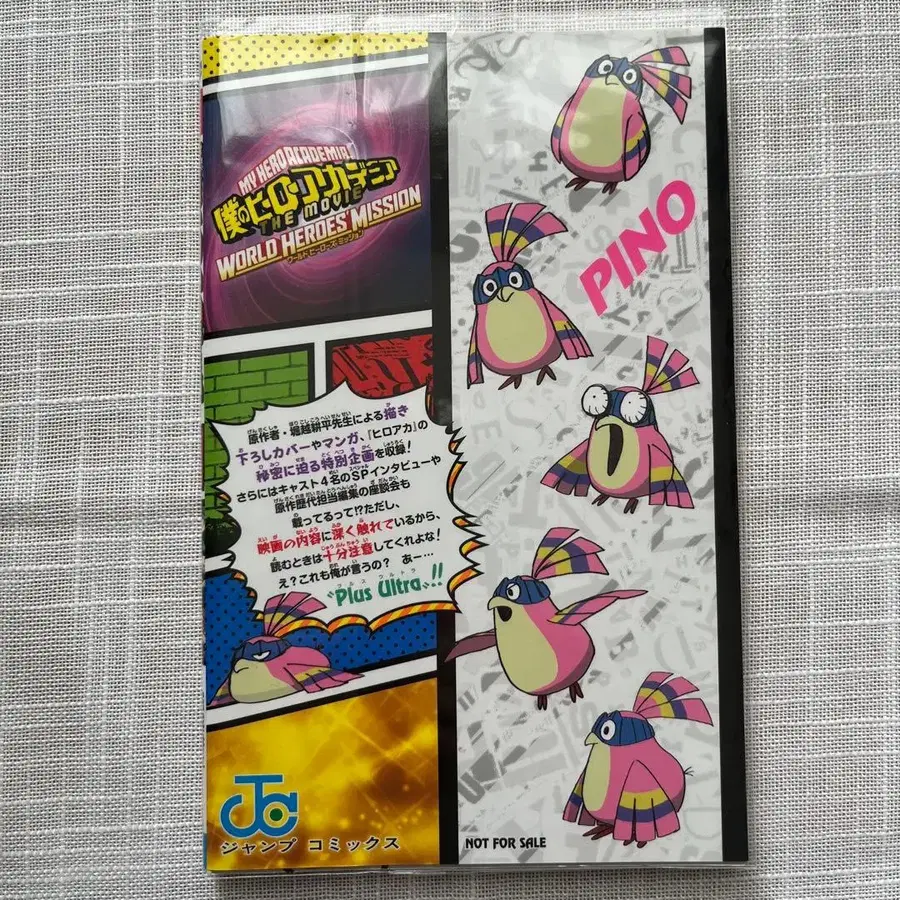 MY HERO ACADEMIA
僕のヒーローアカデミア
THE MOVIE
WORLD HEROES' MISSION
ワールド ヒーローズ ミッション
原作者・堀越耕平先生による描き
下ろしカバーやマンガ、『ヒロアカ』の
秘密に迫る特別企画を収録!
さらにはキャスト4名のSPインタビューや
原作歴代担当編集の座談会も
載ってるって!?ただし、
映画の内容に深く触れているから、
読むときは十分注意してくれよな!
え?これも俺が言うの? あー…
"Plus Ultra"!!
JC
ジャンプ コミックス
PINO
NOT FOR SALE